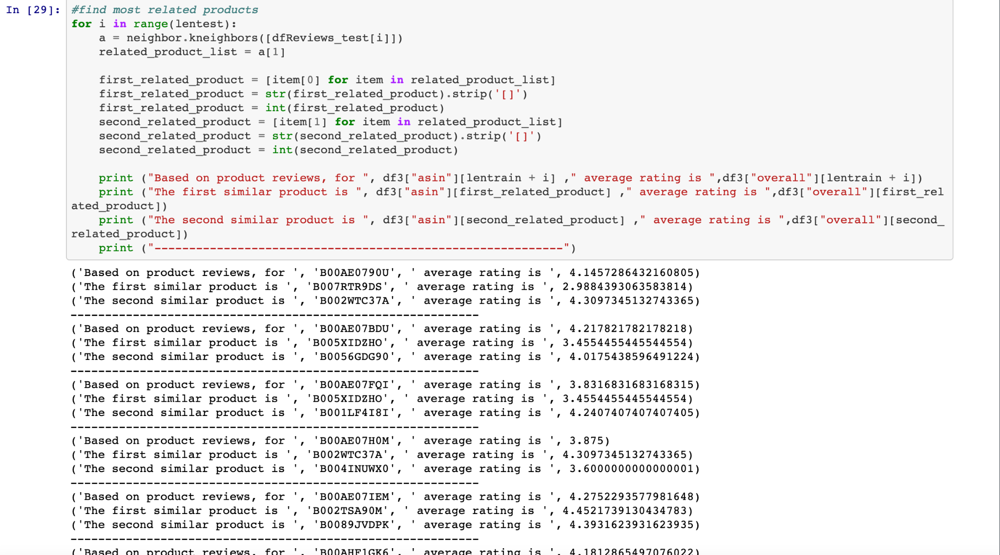 In [29]: #find most related products
for i in range(lentest):
    a = neighbor.kneighbors([dfReviews_test[i]])
    related_product_list = a[1]

    first_related_product = [item[0] for item in related_product_list]
    first_related_product = str(first_related_product).strip('[]')
    first_related_product = int(first_related_product)
    second_related_product = [item[1] for item in related_product_list]
    second_related_product = str(second_related_product).strip('[]')
    second_related_product = int(second_related_product)

    print ("Based on product reviews, for ", df3["asin"][lentrain + i] ," average rating is ",df3["overall"][lentrain + i])
    print ("The first similar product is ", df3["asin"][first_related_product] ," average rating is ",df3["overall"][first_rel
ated_product])
    print ("The second similar product is ", df3["asin"][second_related_product] ," average rating is ",df3["overall"][second_
related_product])
    print ("-----------------------------------------------------------")
('Based on product reviews, for ', 'B00AE0790U', ' average rating is ', 4.1457286432160805)
('The first similar product is ', 'B007RTR9DS', ' average rating is ', 2.9884393063583814)
('The second similar product is ', 'B002WTC37A', ' average rating is ', 4.3097345132743365)
-----------------------------------------------------------
('Based on product reviews, for ', 'B00AE07BDU', ' average rating is ', 4.217821782178218)
('The first similar product is ', 'B005XIDZHO', ' average rating is ', 3.4554455445544554)
('The second similar product is ', 'B0056GDG90', ' average rating is ', 4.0175438596491224)
-----------------------------------------------------------
('Based on product reviews, for ', 'B00AE07FQI', ' average rating is ', 3.8316831683168315)
('The first similar product is ', 'B005XIDZHO', ' average rating is ', 3.4554455445544554)
('The second similar product is ', 'B001LF4I8I', ' average rating is ', 4.2407407407407405)
-----------------------------------------------------------
('Based on product reviews, for ', 'B00AE07H0M', ' average rating is ', 3.875)
('The first similar product is ', 'B002WTC37A', ' average rating is ', 4.3097345132743365)
('The second similar product is ', 'B004INUWX0', ' average rating is ', 3.6000000000000001)
-----------------------------------------------------------
('Based on product reviews, for ', 'B00AE07IEM', ' average rating is ', 4.2752293577981648)
('The first similar product is ', 'B002TSA90M', ' average rating is ', 4.4521739130434783)
('The second similar product is ', 'B0089JVDPK', ' average rating is ', 4.3931623931623935)
-----------------------------------------------------------
('Based on product reviews, for ', 'B00AHF1GK6', ' average rating is ', 4.1812865497076022)